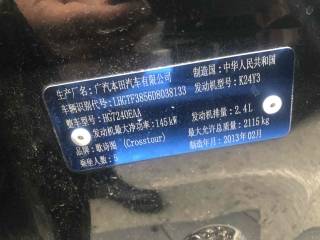 生产厂名：广汽本田汽车有限公司 制造国：中华人民共和国
车辆识别代号：LHGTF3856D8038133 发动机型号：K24Y3
整车型号：HG7240EAA 发动机排量：2.4L
发动机最大净功率：145kW 最大允许总质量：2115kg
品牌：歌诗图 (Crosstour) 制造年月：2013年02月
乘坐人数：5